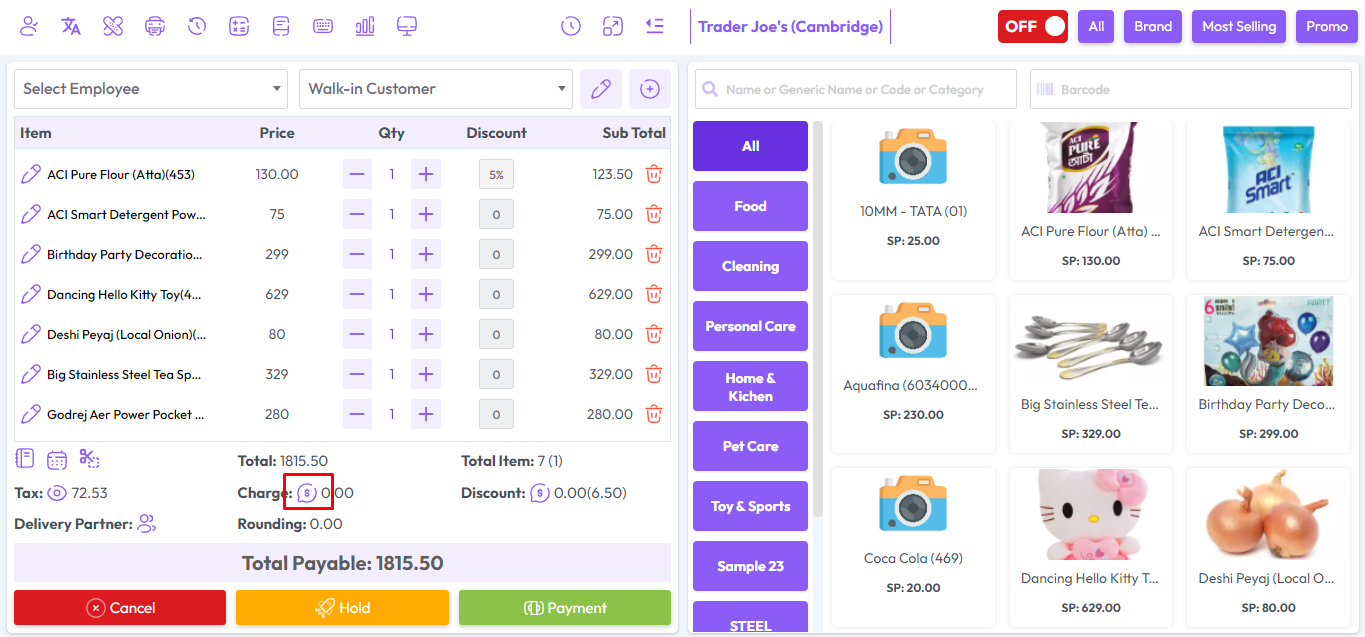 Trader Joe's (Cambridge)
OFF
All
Brand
Most Selling
Promo
Select Employee
Walk-in Customer
Name or Generic Name or Code or Category
Barcode
Item Price Qty Discount Sub Total
ACI Pure Flour (Atta)(453) 130.00 1 5% 123.50
ACI Smart Detergent Pow... 75 1 0 75.00
Birthday Party Decoratio... 299 1 0 299.00
Dancing Hello Kitty Toy(4... 629 1 0 629.00
Deshi Peyaj (Local Onion)(... 80 1 0 80.00
Big Stainless Steel Tea Sp... 329 1 0 329.00
Godrej Aer Power Pocket ... 280 1 0 280.00
Total: 1815.50 Total Item: 7 (1)
Tax: 72.53 Charge: 0.00 Discount: 0.00(6.50)
Delivery Partner: Rounding: 0.00
Total Payable: 1815.50
Cancel
Hold
Payment
All
Food
Cleaning
Personal Care
Home &
Kichen
Pet Care
Toy & Sports
Sample 23
STEEL
10MM - TATA (01)
SP: 25.00
ACI
PURE
আটা
ACI Pure Flour (Atta) ...
SP: 130.00
ACI
Smart
ACI Smart Detergen...
SP: 75.00
Aquafina (6034000...
SP: 230.00
Big Stainless Steel Te...
SP: 329.00
6
PARTY
Birthday Party Deco...
SP: 299.00
Coca Cola (469)
SP: 20.00
Dancing Hello Kitty T...
SP: 629.00
Deshi Peyaj (Local O...
SP: 80.00